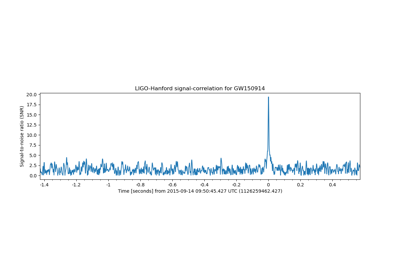 LIGO-Hanford signal-correlation for GW150914
Signal-to-noise ratio (SNR)
20.0
17.5
15.0
12.5
10.0
7.5
5.0
2.5
0.0
-1.4 -1.2 -1 -0.8 -0.6 -0.4 -0.2 0 0.2 0.4
Time [seconds] from 2015-09-14 09:50:45.427 UTC (1126259462.427)